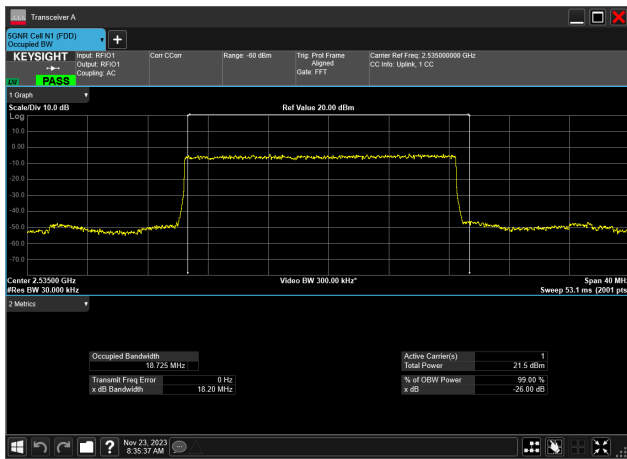 Transceiver A
5GNR Cell N1 (FDD)
Occupied BW
KEYSIGHT
PASS
Input: RFIO1
Output: RFIO1
Coupling: AC
Corr CCorr
Range: -60 dBm
Trig: Prot Frame
Aligned
Gate: FFT
Carrier Ref Freq: 2.535000000 GHz
CC Info: Uplink, 1 CC
1 Graph
Scale/Div 10.0 dB
Ref Value 20.00 dBm
Log
10.0
0.00
-10.0
-20.0
-30.0
-40.0
-50.0
-60.0
-70.0
Center 2.53500 GHz
Video BW 300.00 kHz*
Span 40 MHz
#Res BW 30.000 kHz
Sweep 53.1 ms (2001 pts
2 Metrics
Occupied Bandwidth
18.725 MHz
Transmit Freq Error 0 Hz
x dB Bandwidth 18.20 MHz
Active Carrier(s) 1
Total Power 21.5 dBm
% of OBW Power 99.00 %
x dB -26.00 dB
Nov 23, 2023
8:35:37 AM